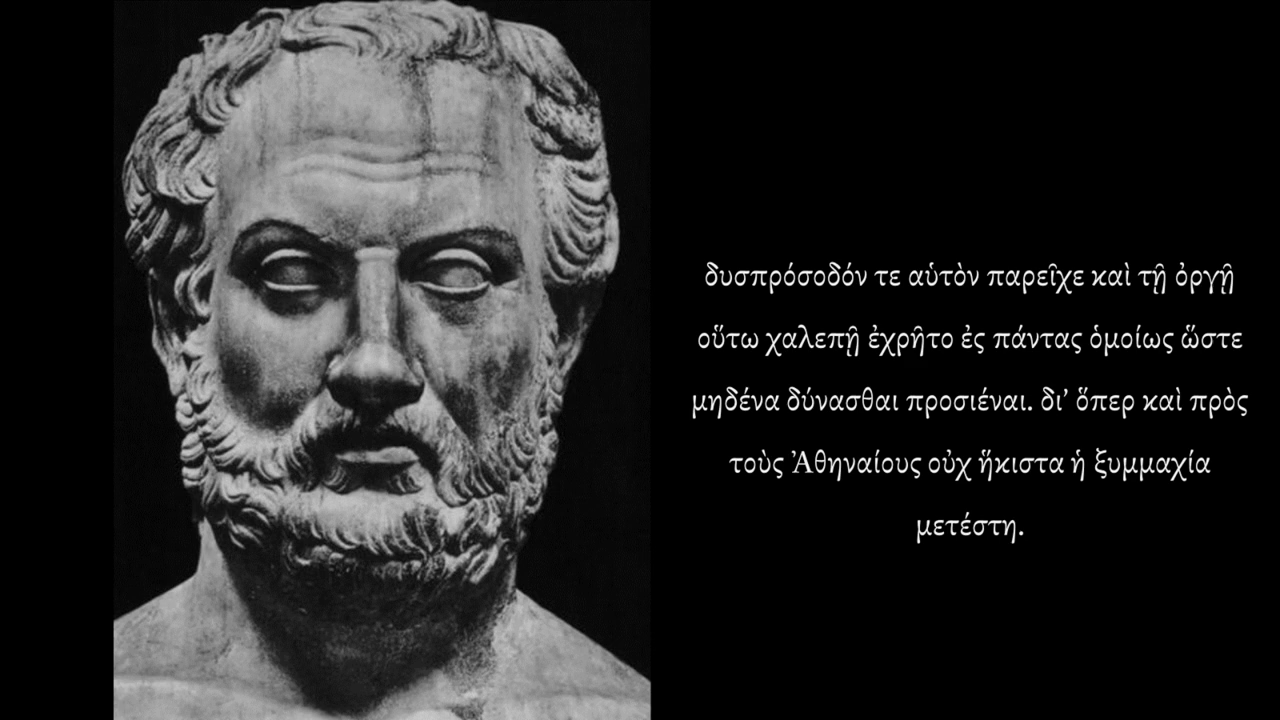 δυσπρόσοδόν τε αὑτὸν παρεῖχε καὶ τῇ ὀργῇ
οὕτω χαλεπῇ ἐχρῆτο ἐς πάντας ὁμοίως ὥστε
μηδένα δύνασθαι προσιέναι. δι’ ὅπερ καὶ πρὸς
τοὺς Ἀθηναίους οὐχ ἥκιστα ἡ ξυμμαχία
μετέστη.